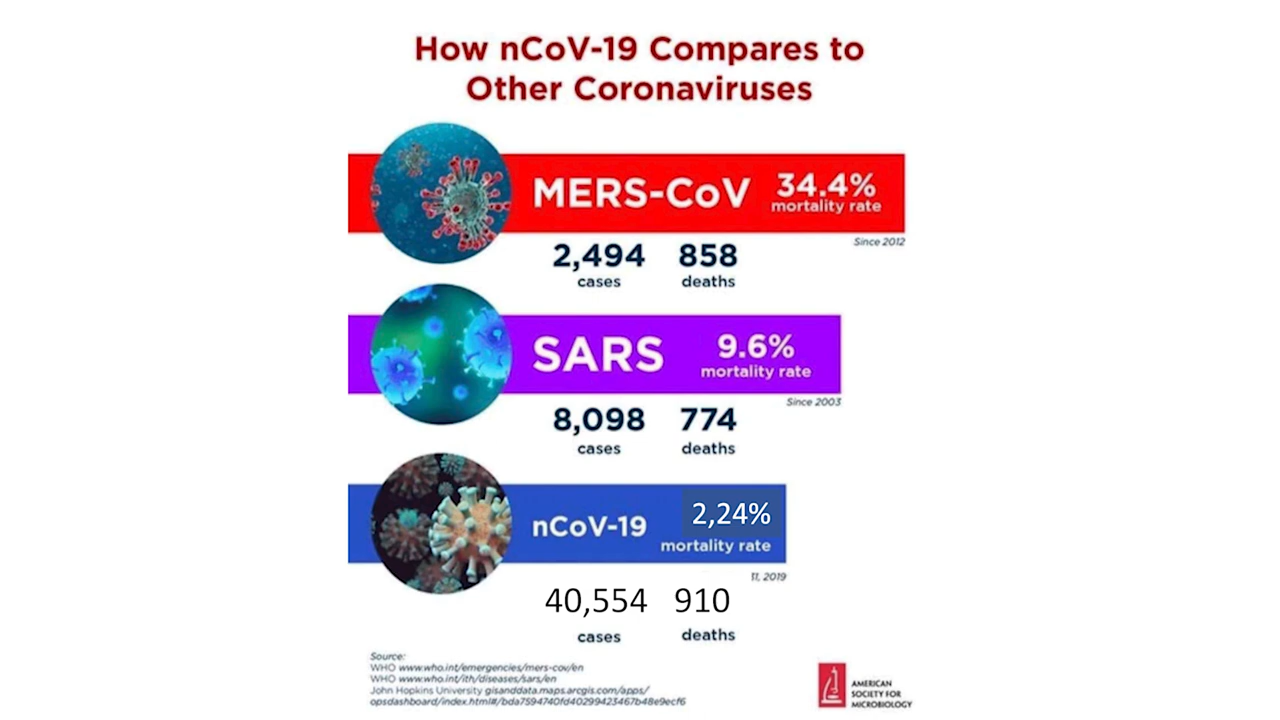 How nCoV-19 Compares to
Other Coronaviruses
MERS-CoV
34.4%
mortality rate
Since 2012
2,494 858
cases deaths
SARS
9.6%
mortality rate
Since 2003
8,098 774
cases deaths
nCoV-19
2,24%
mortality rate
11, 2019
40,554 910
cases deaths
Source:
WHO www.who.int/emergencies/mers-cov/en
WHO www.who.int/ith/diseases/sars/en
John Hopkins University gisanddata.maps.arcgis.com/apps/
opsdashboard/index.html#/bda7594740fd40299423467b48e9ecf6
AMERICAN
SOCIETY FOR
MICROBIOLOGY